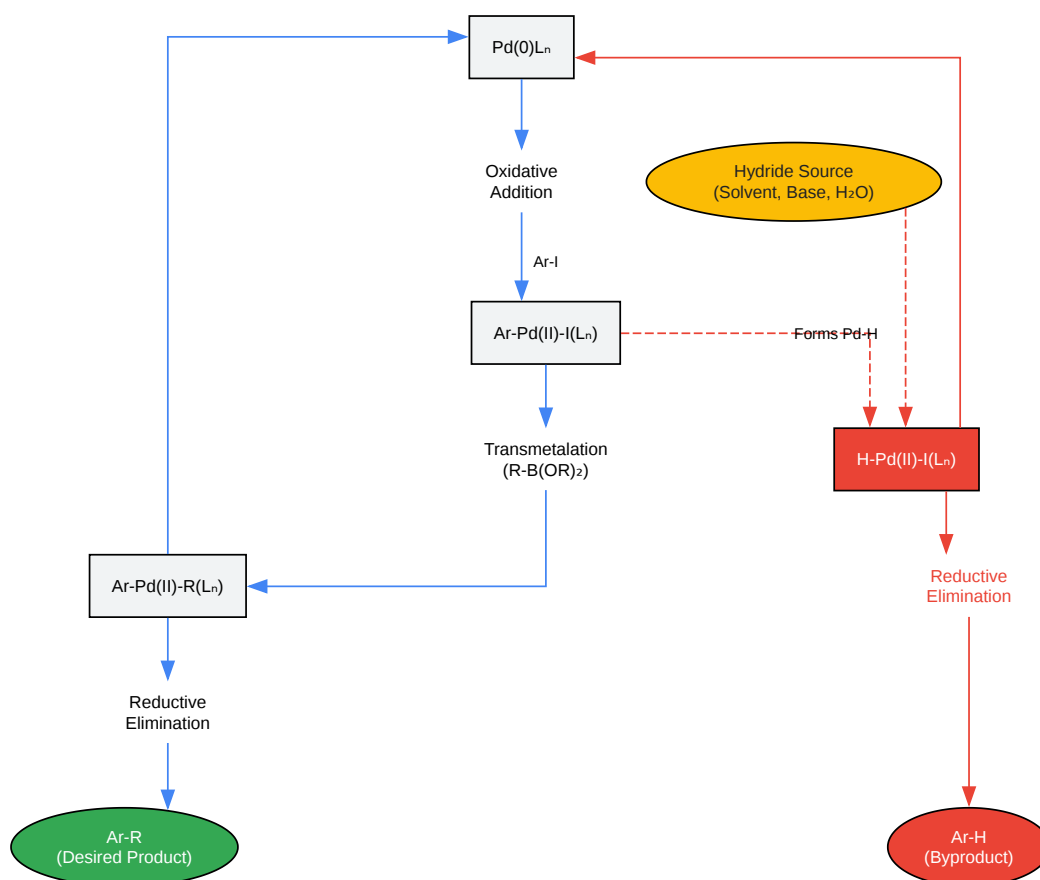 Pd(0)Lₙ
Oxidative
Addition
Hydride Source
(Solvent, Base, H₂O)
Ar-I
Ar-Pd(II)-I(Lₙ)
Forms Pd-H
Transmetalation
(R-B(OR)₂)
H-Pd(II)-I(Lₙ)
Ar-Pd(II)-R(Lₙ)
Reductive
Elimination
Reductive
Elimination
Ar-R
(Desired Product)
Ar-H
(Byproduct)